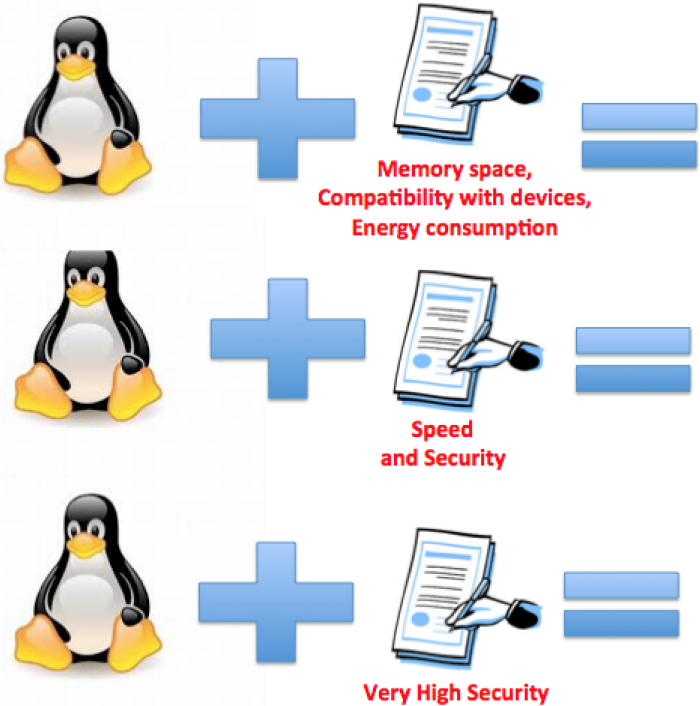 Memory space,
Compatibility with devices,
Energy consumption
Speed
and Security
Very High Security